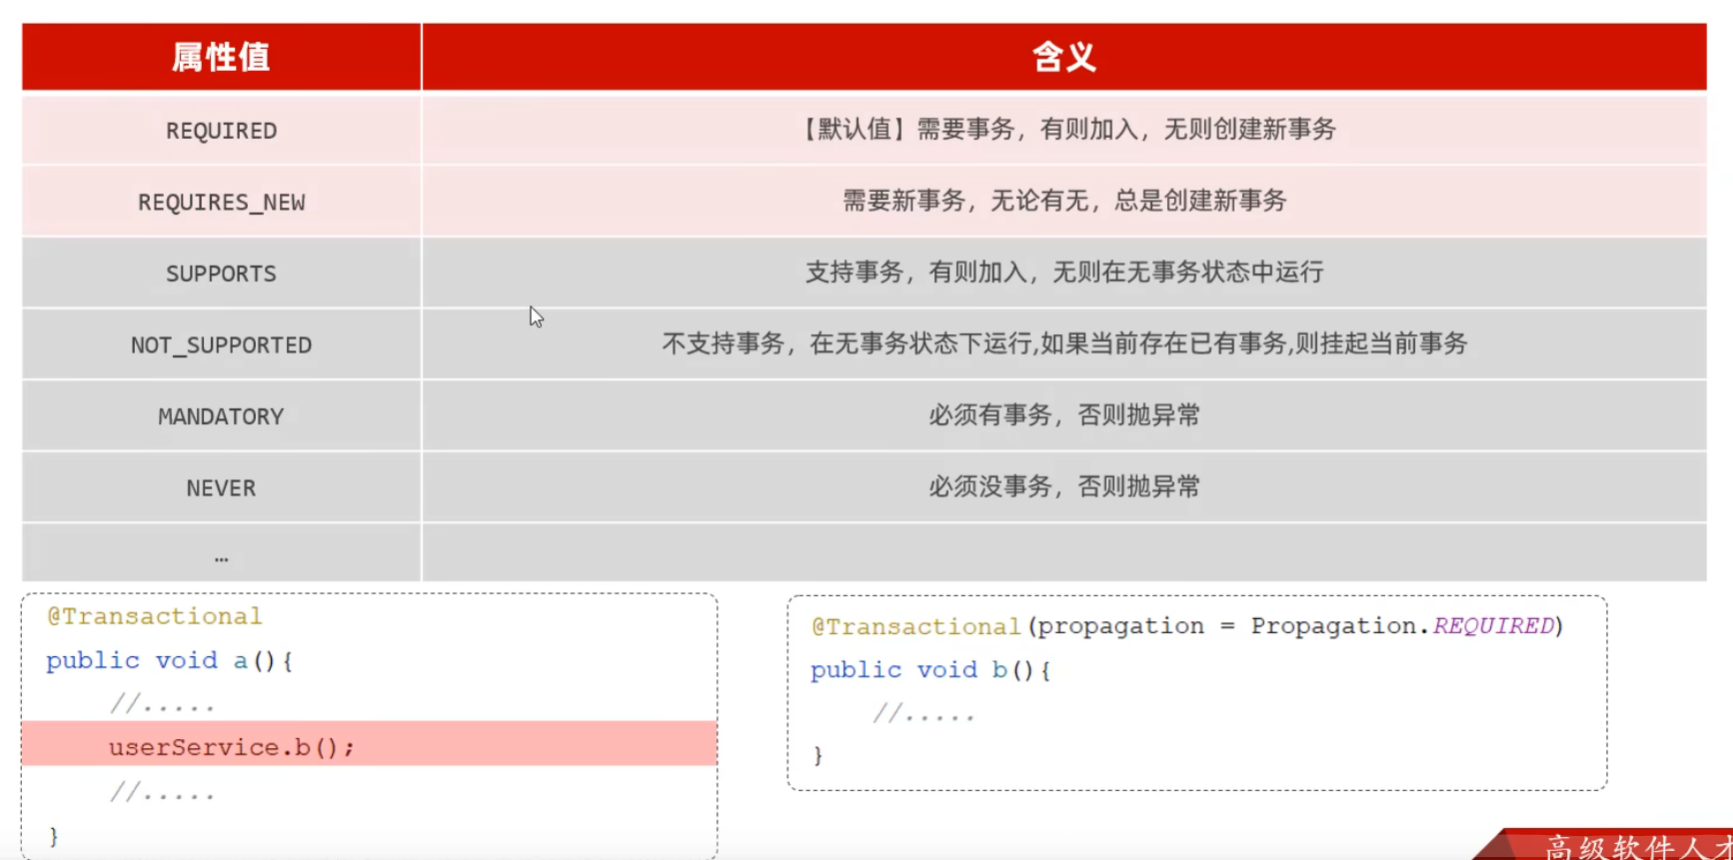 属性值 含义
REQUIRED 【默认值】需要事务，有则加入，无则创建新事务
REQUIRES_NEW 需要新事务，无论有无，总是创建新事务
SUPPORTS 支持事务，有则加入，无则在无事务状态中运行
NOT_SUPPORTED 不支持事务，在无事务状态下运行,如果当前存在已有事务,则挂起当前事务
MANDATORY 必须有事务，否则抛异常
NEVER 必须没事务，否则抛异常
…
@Transactional
public void a(){
//.....
userService.b();
//.....
}
@Transactional(propagation = Propagation.REQUIRED)
public void b(){
//.....
}
高级软件人